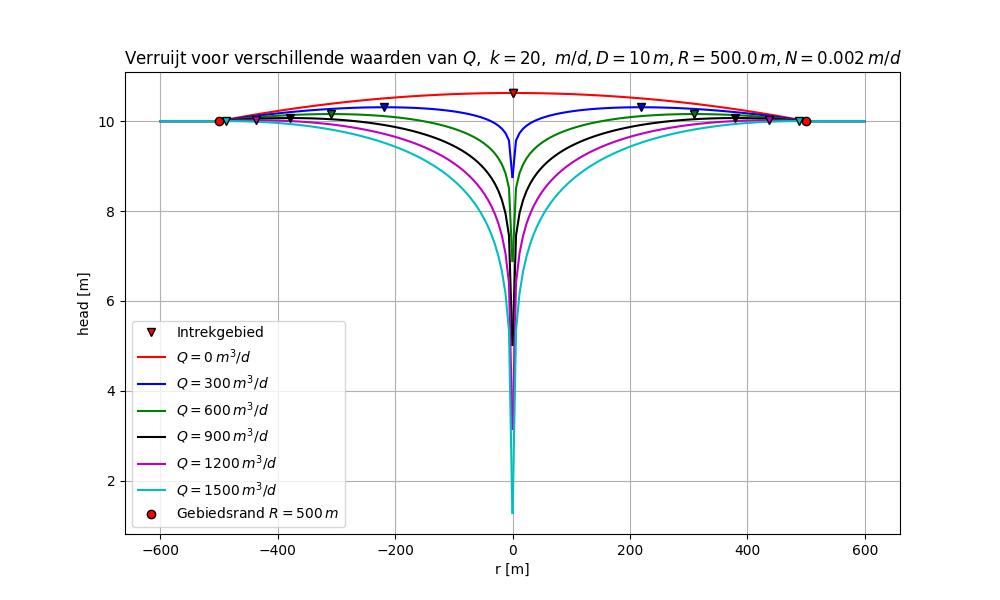 Verruijt voor verschillende waarden van Q, k = 20, m/d, D = 10 m, R = 500.0 m, N = 0.002 m/d
10
8
6
4
2
head [m]
Intrekgebied
Q = 0 m³/d
Q = 300 m³/d
Q = 600 m³/d
Q = 900 m³/d
Q = 1200 m³/d
Q = 1500 m³/d
Gebiedsrand R = 500 m
−600 −400 −200 0 200 400 600
r [m]